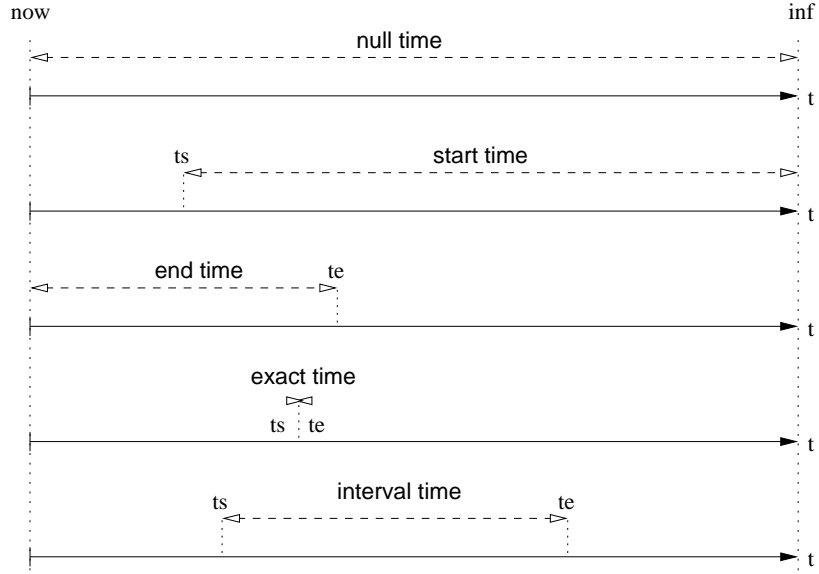 now inf
null time
t
ts start time
t
end time te
t
exact time
ts te
t
ts interval time te
t